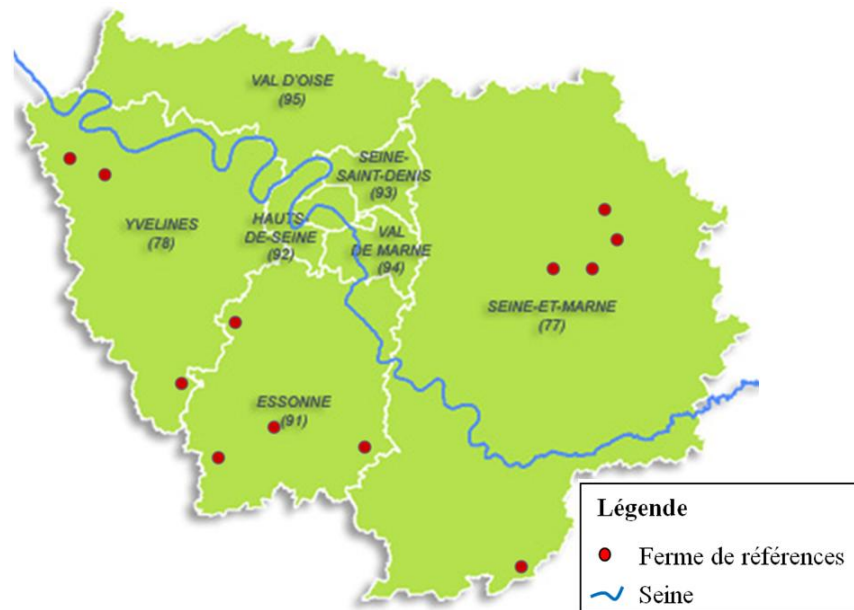 VAL D'OISE
(95)
SEINE-
SAINT-DENIS
(93)
YVELINES
(78)
HAUTS-
DE-SEINE
(92)
VAL
DE MARNE
(94)
SEINE-ET-MARNE
(77)
ESSONNE
(91)
Légende
Ferme de références
Seine